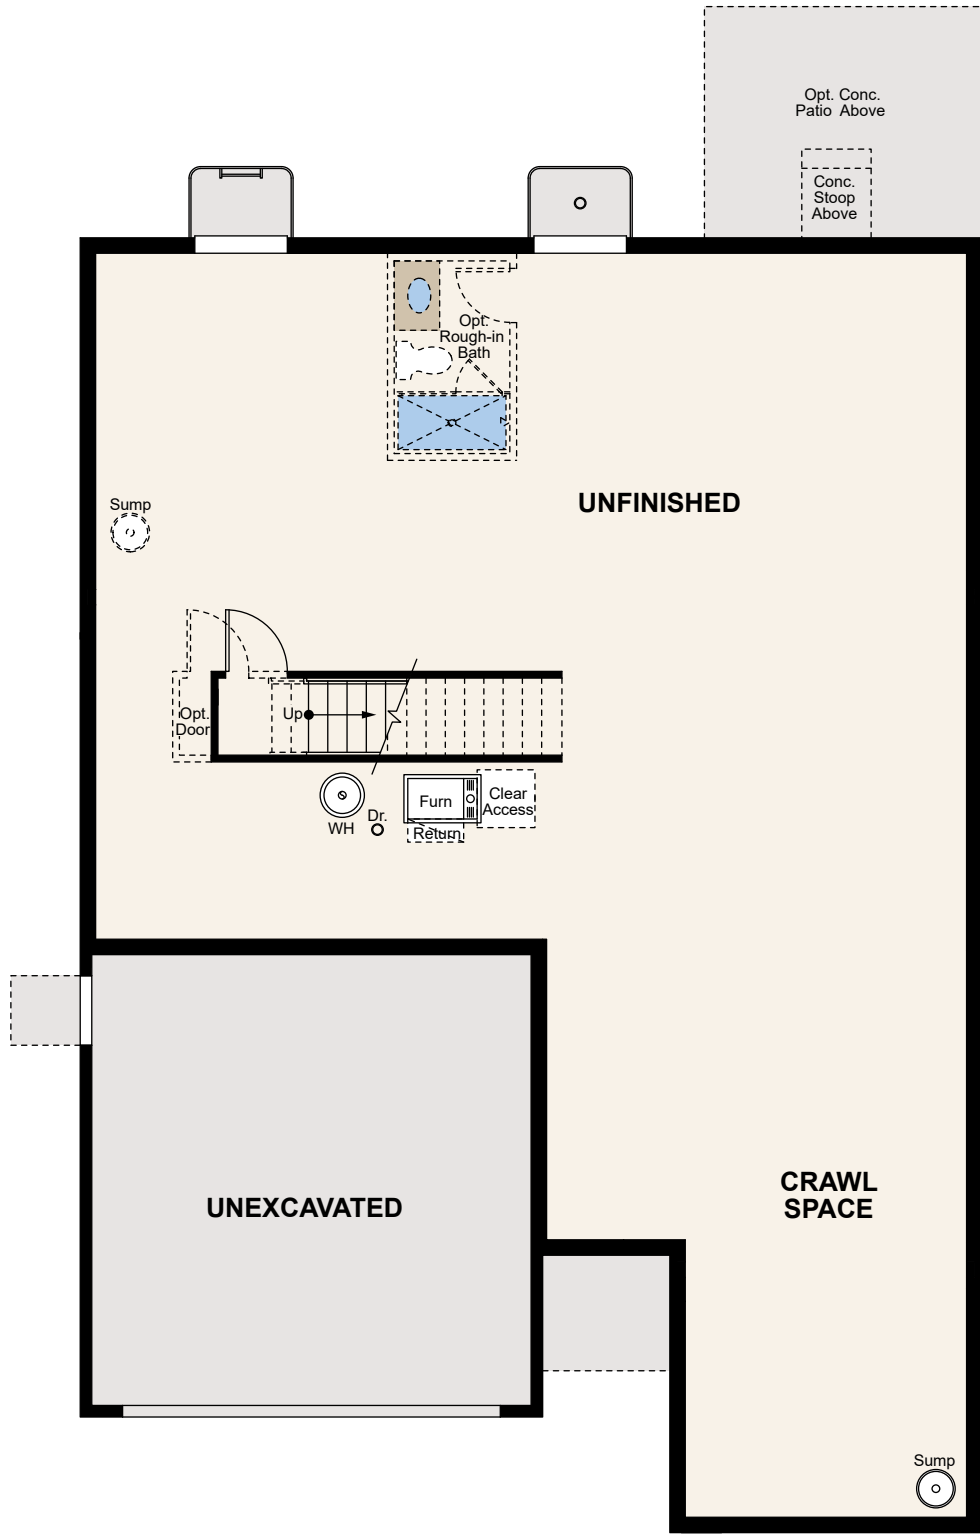 Opt. Conc.
Patio Above
Conc.
Stoop
Above
Opt.
Rough-in
Bath
UNFINISHED
Sump
Opt.
Door
Up
WH
Dr.
Furn
Return
Clear
Access
UNEXCAVATED
CRAWL
SPACE
Sump